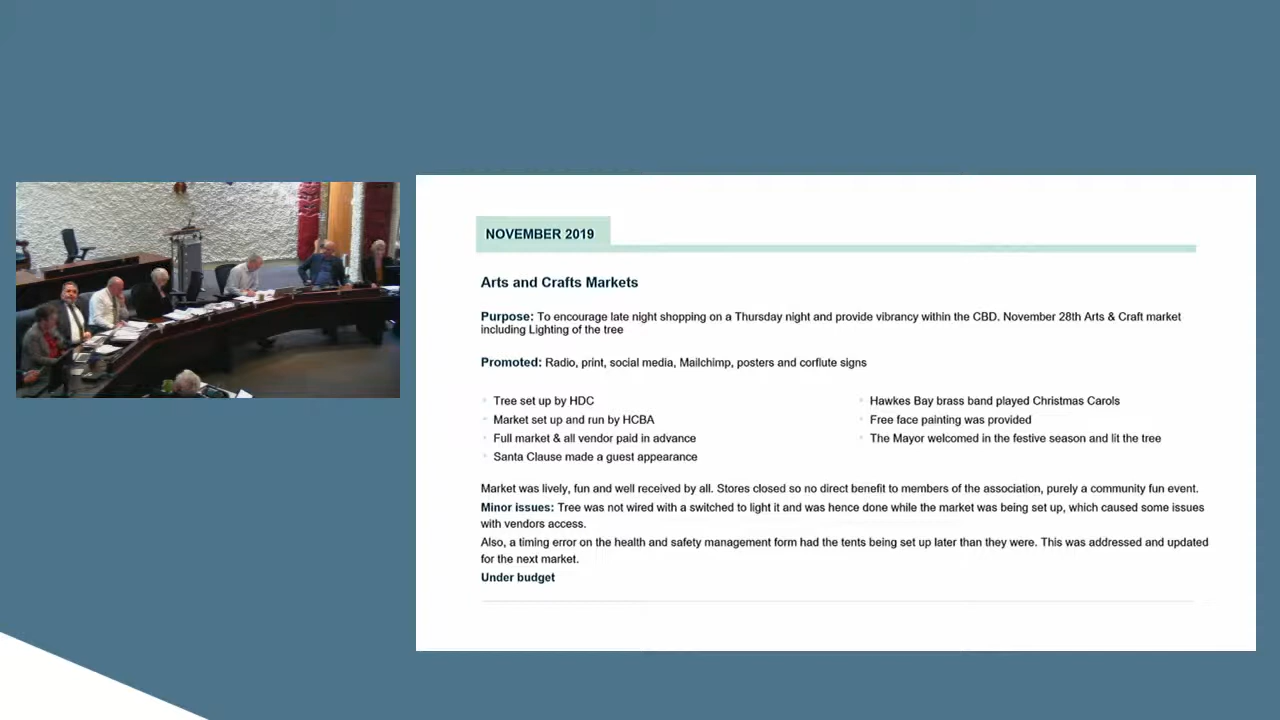 NOVEMBER 2019
Arts and Crafts Markets
Purpose: To encourage late night shopping on a Thursday night and provide vibrancy within the CBD. November 28th Arts & Craft market
including Lighting of the tree
Promoted: Radio, print, social media, Mailchimp, posters and corflute signs
Tree set up by HDC
Market set up and run by HCBA
Full market & all vendor paid in advance
Santa Clause made a guest appearance
Hawkes Bay brass band played Christmas Carols
Free face painting was provided
The Mayor welcomed in the festive season and lit the tree
Market was lively, fun and well received by all. Stores closed so no direct benefit to members of the association, purely a community fun event.
Minor issues: Tree was not wired with a switched to light it and was hence done while the market was being set up, which caused some issues
with vendors access.
Also, a timing error on the health and safety management form had the tents being set up later than they were. This was addressed and updated
for the next market.
Under budget